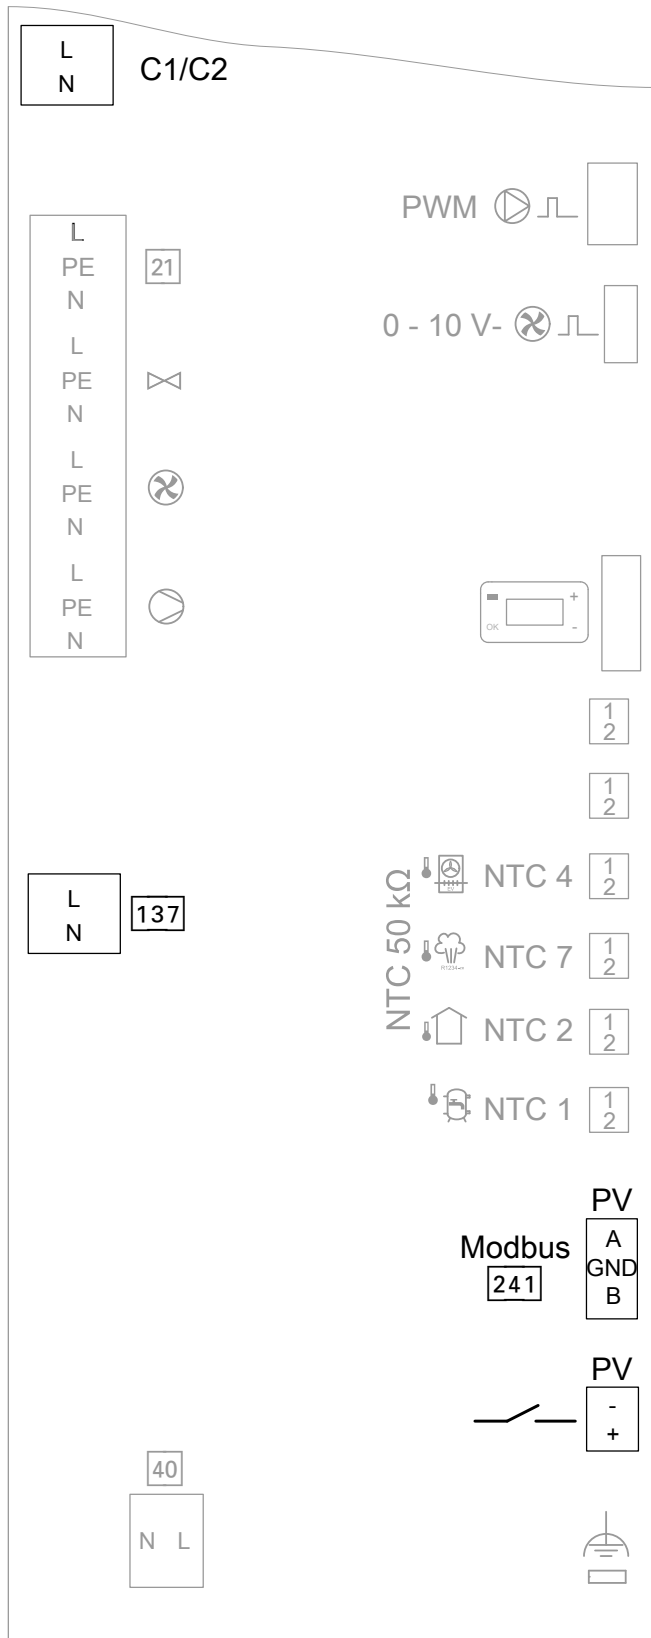 L
N
C1/C2
PWM
L
PE
N
21
0 - 10 V-
L
PE
N
L
PE
N
L
PE
N
+
OK
-
1
2
1
2
NTC 50 kΩ
NTC 4
1
2
L
N
137
NTC 7
1
2
NTC 2
1
2
NTC 1
1
2
PV
Modbus
241
A
GND
B
PV
-
+
40
N L